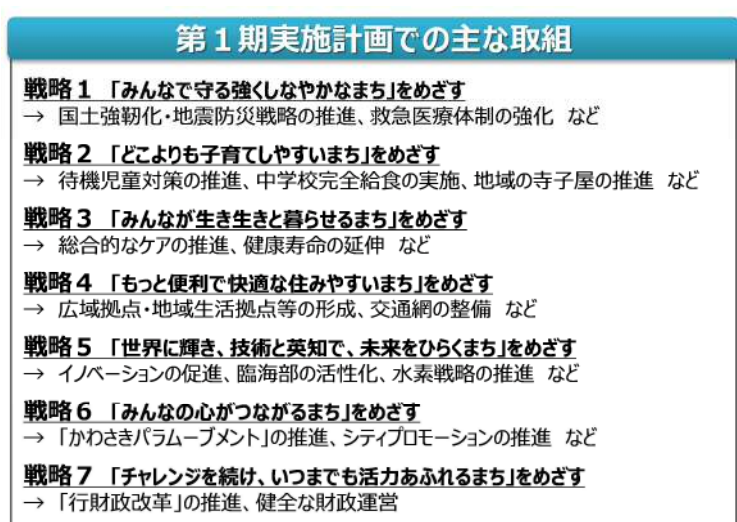 第１期実施計画での主な取組
戦略１ 「みんなで守る強くしなやかなまち」をめざす
→ 国土強靭化・地震防災戦略の推進、救急医療体制の強化 など
戦略２ 「どこよりも子育てしやすいまち」をめざす
→ 待機児童対策の推進、中学校完全給食の実施、地域の寺子屋の推進 など
戦略３ 「みんなが生き生きと暮らせるまち」をめざす
→ 総合的なケアの推進、健康寿命の延伸 など
戦略４ 「もっと便利で快適な住みやすいまち」をめざす
→ 広域拠点・地域生活拠点等の形成、交通網の整備 など
戦略５ 「世界に輝き、技術と英知で、未来をひらくまち」をめざす
→ イノベーションの促進、臨海部の活性化、水素戦略の推進 など
戦略６ 「みんなの心がつながるまち」をめざす
→ 「かわさきパラムーブメント」の推進、シティプロモーションの推進 など
戦略７ 「チャレンジを続け、いつまでも活力あふれるまち」をめざす
→ 「行財政改革」の推進、健全な財政運営